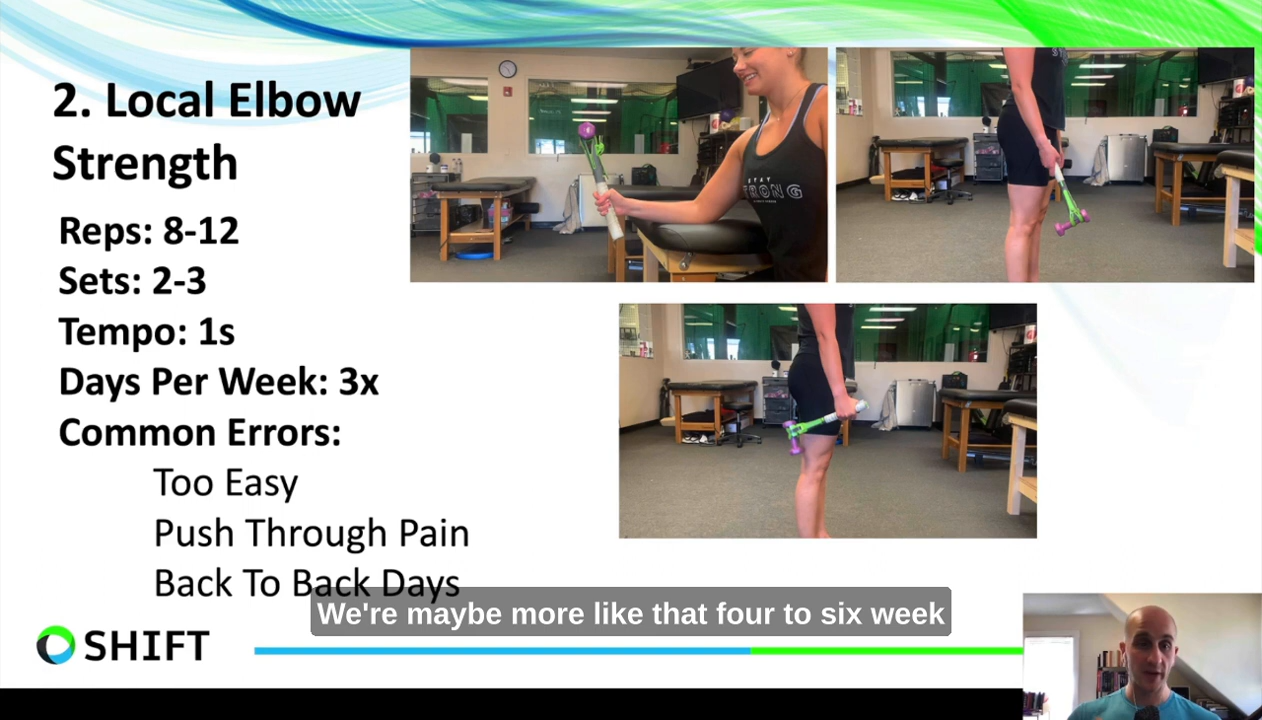 2. Local Elbow
Strength
Reps: 8-12
Sets: 2-3
Tempo: 1s
Days Per Week: 3x
Common Errors:
Too Easy
Push Through Pain
Back To Back Days
STAY
STRONG
We're maybe more like that four to six week
SHIFT